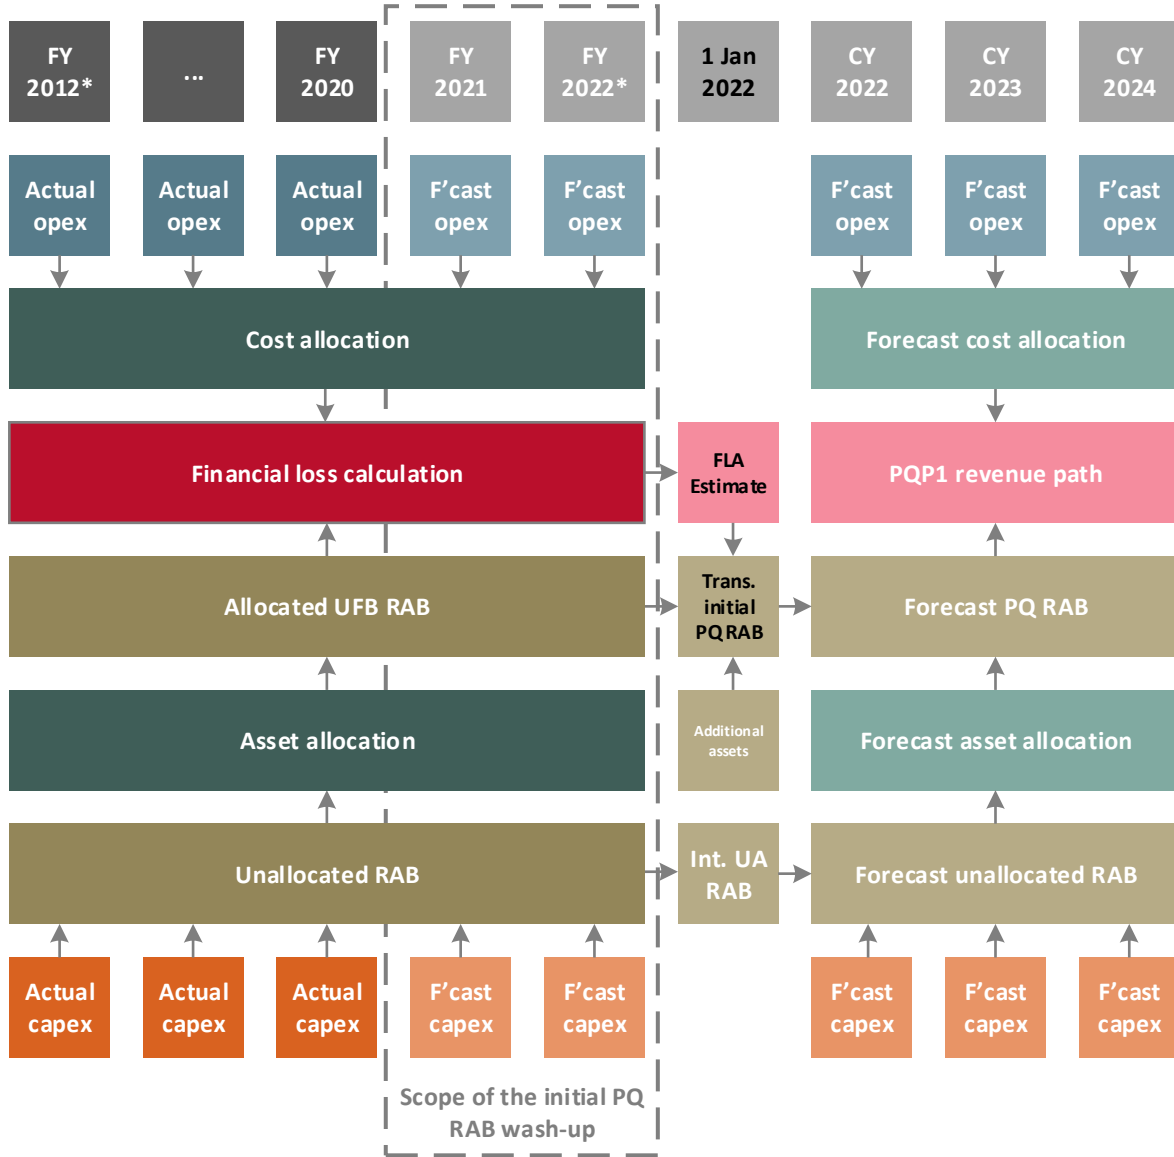 FY
2012*
...
FY
2020
FY
2021
FY
2022*
1 Jan
2022
CY
2022
CY
2023
CY
2024
Actual
opex
Actual
opex
Actual
opex
F’cast
opex
F’cast
opex
F’cast
opex
F’cast
opex
F’cast
opex
Cost allocation
Forecast cost allocation
Financial loss calculation
FLA
Estimate
PQP1 revenue path
Allocated UFB RAB
Trans.
initial
PQ RAB
Forecast PQ RAB
Asset allocation
Additional
assets
Forecast asset allocation
Unallocated RAB
Int. UA
RAB
Forecast unallocated RAB
Actual
capex
Actual
capex
Actual
capex
F’cast
capex
F’cast
capex
F’cast
capex
F’cast
capex
F’cast
capex
Scope of the initial PQ
RAB wash-up